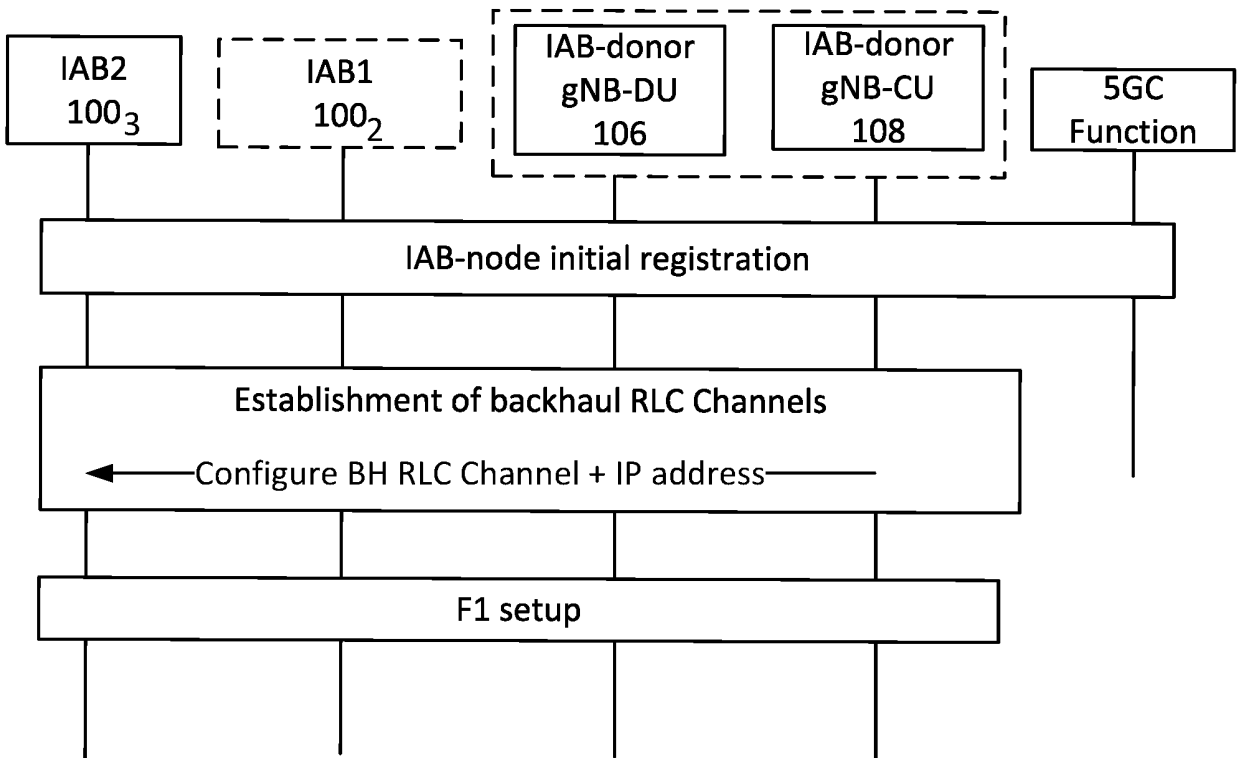 IAB2
100₃
IAB1
100₂
IAB-donor
gNB-DU
106
IAB-donor
gNB-CU
108
5GC
Function
IAB-node initial registration
Establishment of backhaul RLC Channels
Configure BH RLC Channel + IP address
F1 setup